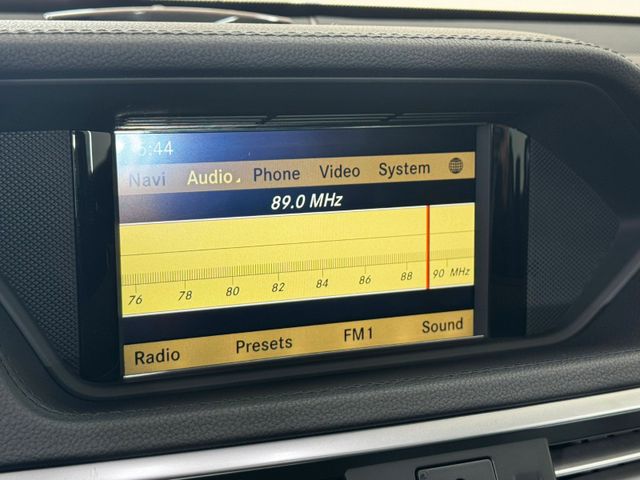 5:44
Navi Audio Phone Video System
89.0 MHz
76 78 80 82 84 86 88 90 MHz
Radio Presets FM1 Sound